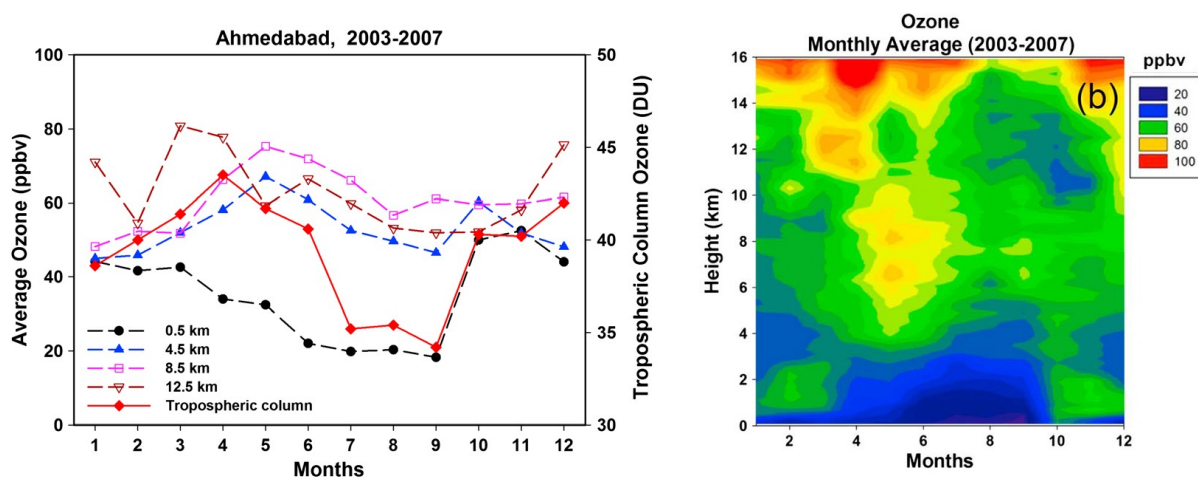 Ahmedabad, 2003-2007
Average Ozone (ppbv)
100
80
60
40
20
0
0.5 km
4.5 km
8.5 km
12.5 km
Tropospheric column
50
45
40
35
30
Tropospheric Column Ozone (DU)
1 2 3 4 5 6 7 8 9 10 11 12
Months
Ozone
Monthly Average (2003-2007)
Height (km)
16
14
12
10
8
6
4
2
0
(b)
ppbv
20
40
60
80
100
2 4 6 8 10 12
Months